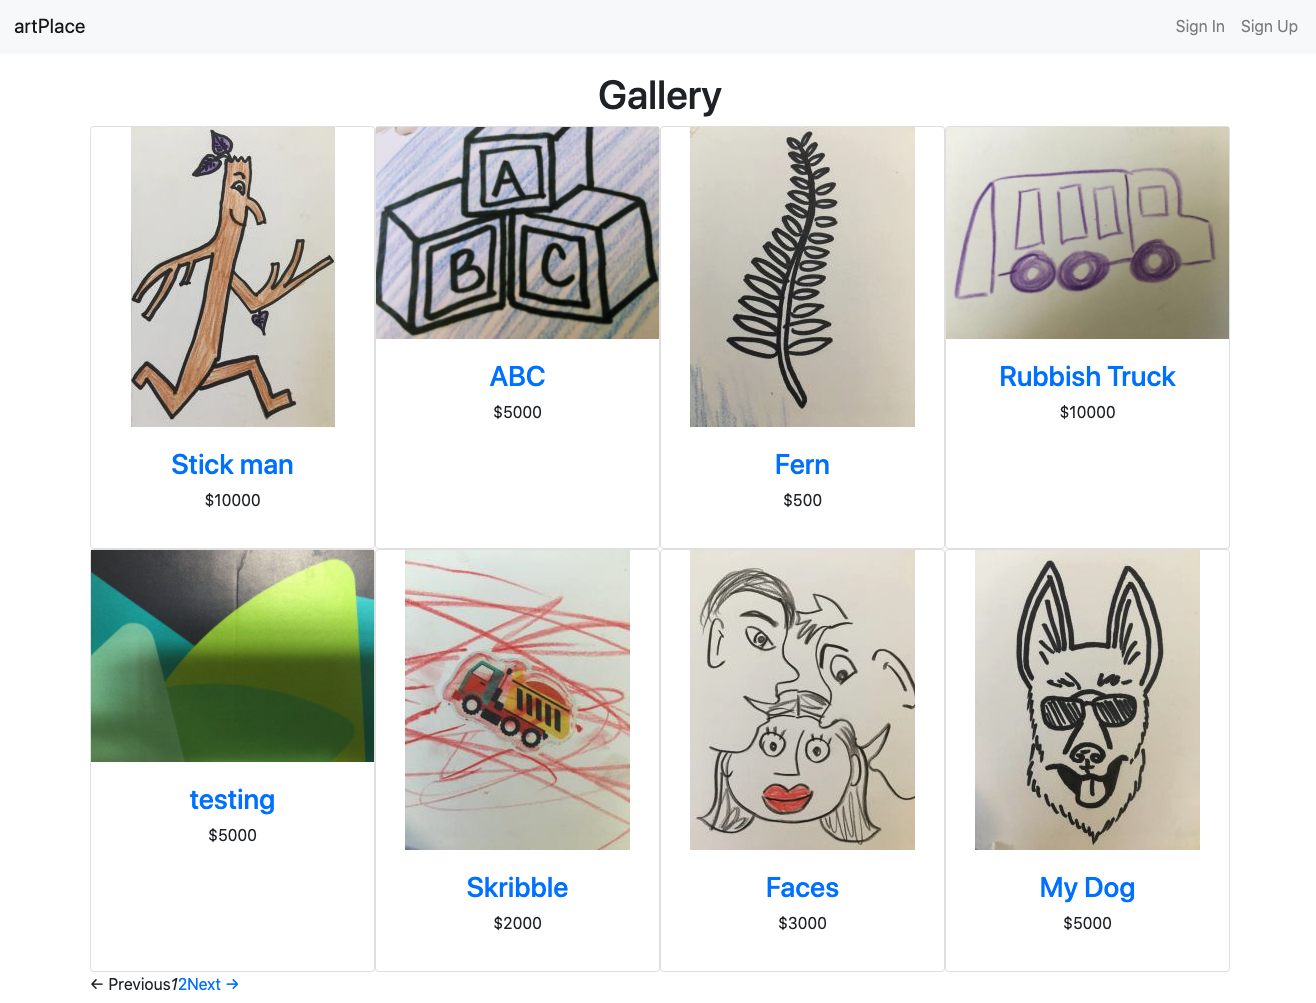 artPlace
Sign In Sign Up
Gallery
A
B C
Stick man
$10000
ABC
$5000
Fern
$500
Rubbish Truck
$10000
testing
$5000
Skribble
$2000
Faces
$3000
My Dog
$5000
← Previous12Next →